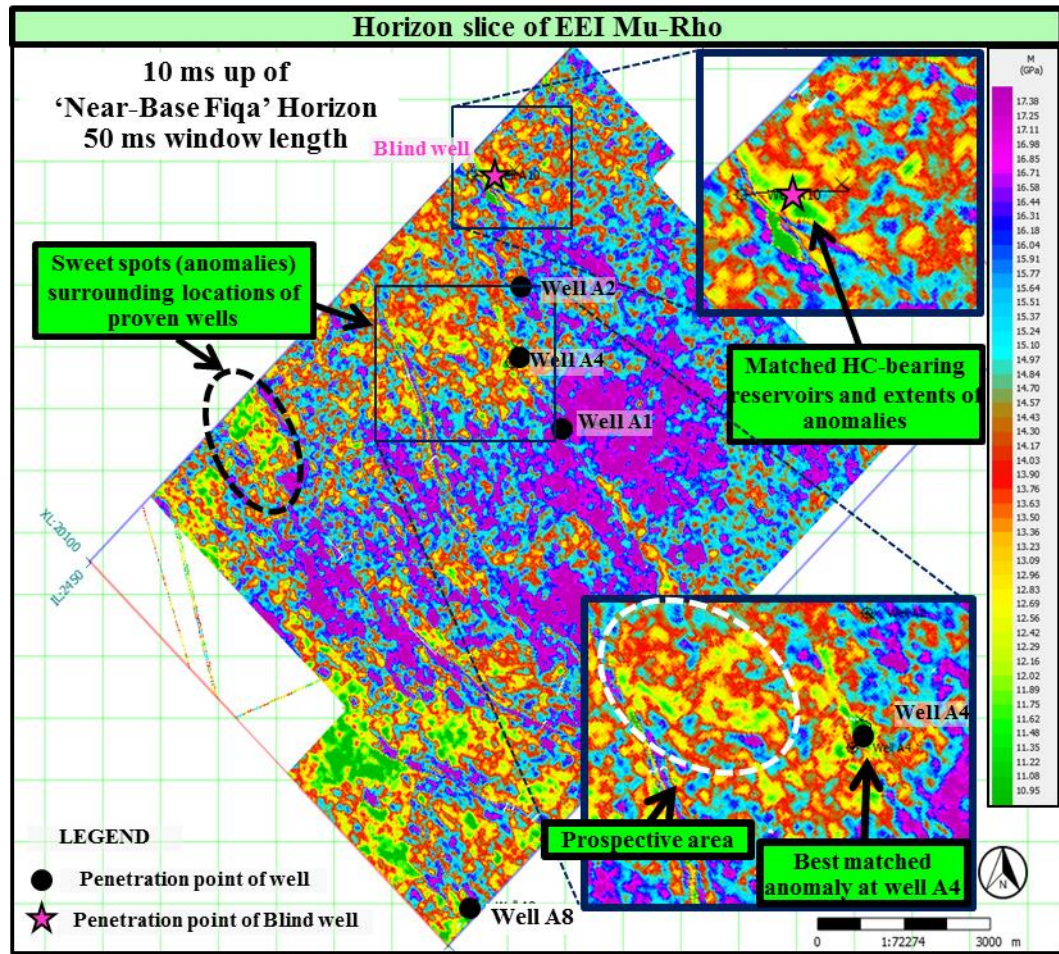 Horizon slice of EEI Mu-Rho
10 ms up of
‘Near-Base Fiqa’ Horizon
50 ms window length
Blind well
Sweet spots (anomalies)
surrounding locations of
proven wells
Well A2
Well A4
Well A1
Matched HC-bearing
reservoirs and extents of
anomalies
M
(GPa)
17.38
17.25
17.11
16.98
16.85
16.71
16.58
16.44
16.31
16.18
16.04
15.91
15.77
15.64
15.51
15.37
15.24
15.10
14.97
14.84
14.70
14.57
14.43
14.30
14.17
14.03
13.90
13.76
13.63
13.50
13.36
13.23
13.09
12.96
12.83
12.69
12.56
12.42
12.29
12.16
12.02
11.89
11.75
11.62
11.48
11.35
11.22
11.08
10.95
XL:20100
IL:2450
Well A4
Well A4
Prospective area
Best matched
anomaly at well A4
LEGEND
Penetration point of well
Penetration point of Blind well
Well A8
N
0 1:72274 3000 m